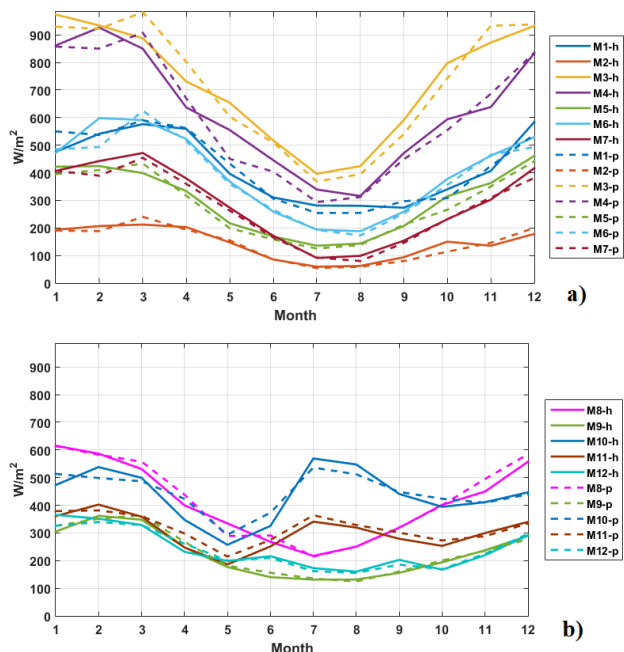 900
800
700
600
500
400
300
200
100
0
W/m²
1 2 3 4 5 6 7 8 9 10 11 12
Month
M1-h
M2-h
M3-h
M4-h
M5-h
M6-h
M7-h
M1-p
M2-p
M3-p
M4-p
M5-p
M6-p
M7-p
a)
900
800
700
600
500
400
300
200
100
0
W/m²
1 2 3 4 5 6 7 8 9 10 11 12
Month
M8-h
M9-h
M10-h
M11-h
M12-h
M8-p
M9-p
M10-p
M11-p
M12-p
b)